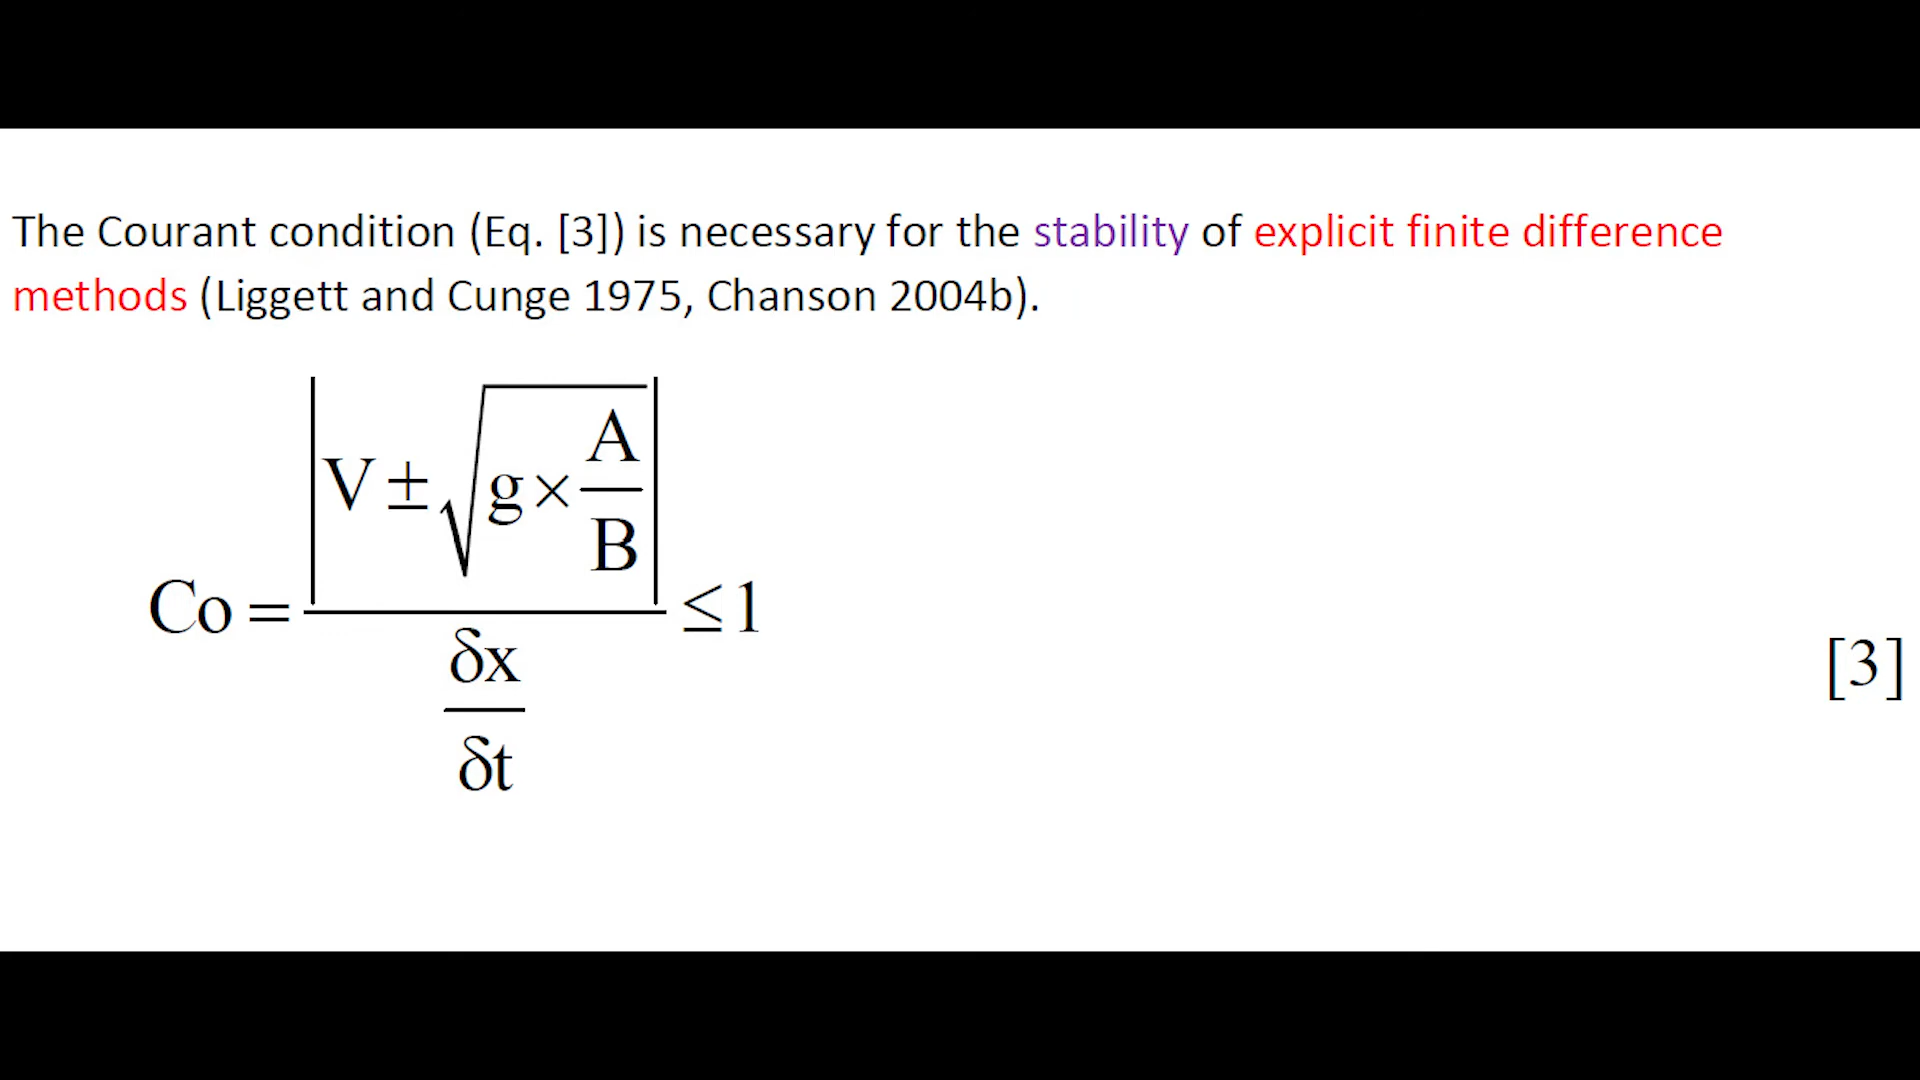 The Courant condition (Eq. [3]) is necessary for the stability of explicit finite difference
methods (Liggett and Cunge 1975, Chanson 2004b).
Co = |V ± √(g × A/B)| / (δx/δt) ≤ 1
[3]